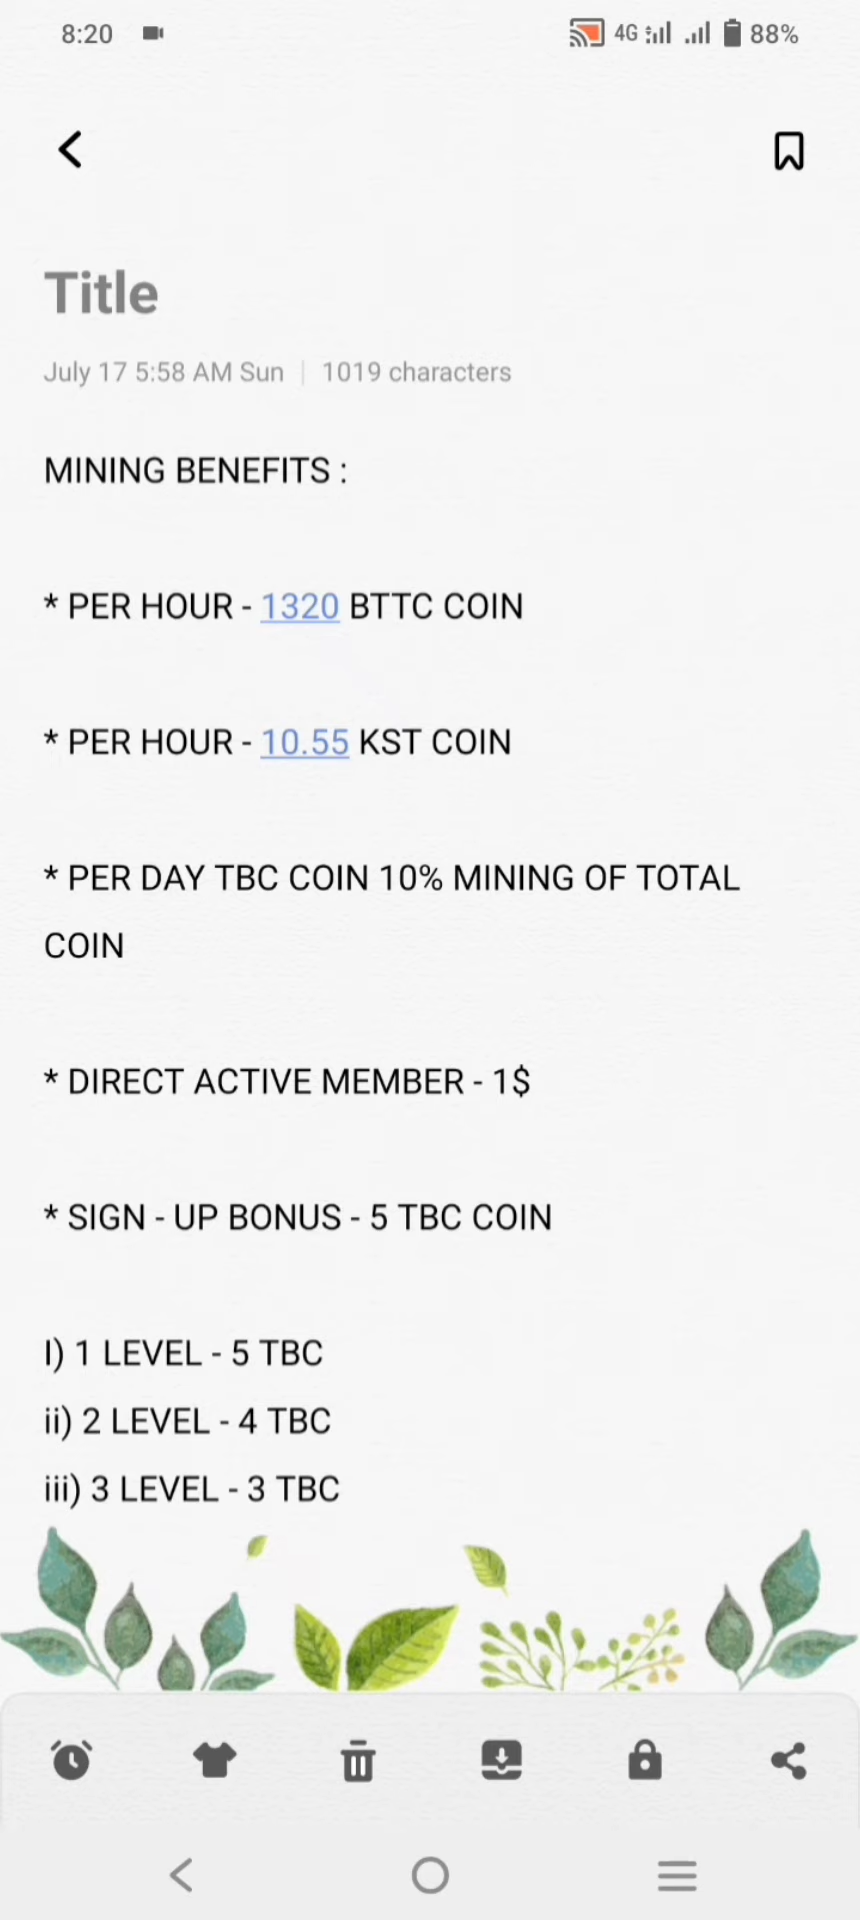 8:20 4G 88%
Title
July 17 5:58 AM Sun | 1019 characters
MINING BENEFITS :
* PER HOUR - 1320 BTTC COIN
* PER HOUR - 10.55 KST COIN
* PER DAY TBC COIN 10% MINING OF TOTAL
COIN
* DIRECT ACTIVE MEMBER - 1$
* SIGN - UP BONUS - 5 TBC COIN
I) 1 LEVEL - 5 TBC
ii) 2 LEVEL - 4 TBC
iii) 3 LEVEL - 3 TBC